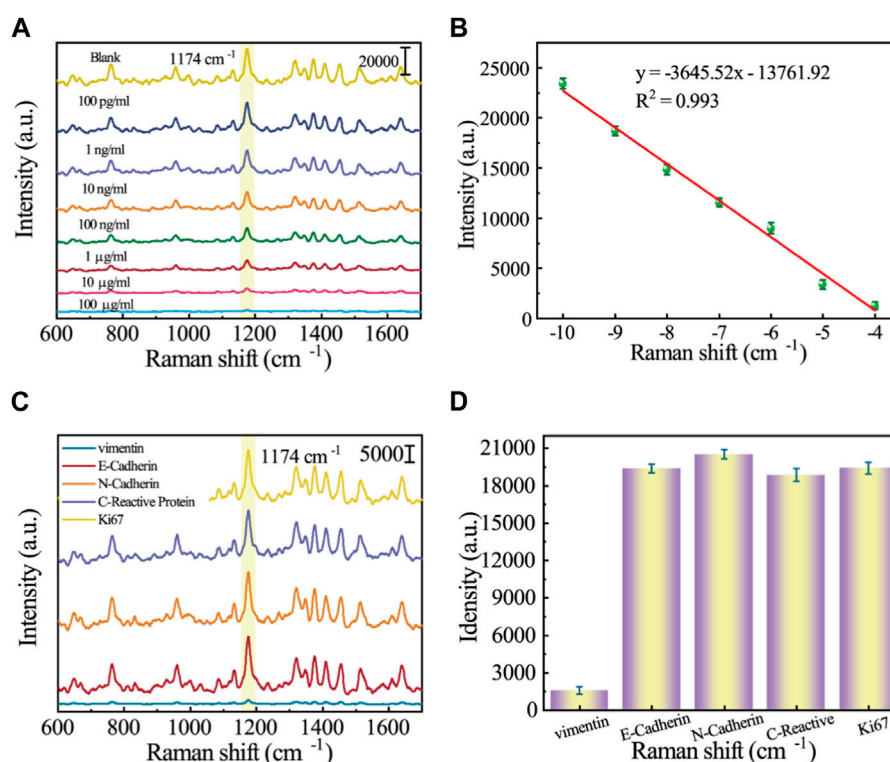 A
Blank
1174 cm⁻¹
20000
100 pg/ml
1 ng/ml
10 ng/ml
100 ng/ml
1 μg/ml
10 μg/ml
100 μg/ml
600 800 1000 1200 1400 1600
Raman shift (cm ⁻¹)
Intensity (a.u.)
B
y = -3645.52x - 13761.92
R² = 0.993
25000
20000
15000
10000
5000
0
-10 -9 -8 -7 -6 -5 -4
Raman shift (cm ⁻¹)
Intensity (a.u.)
C
vimentin
E-Cadherin
N-Cadherin
C-Reactive Protein
Ki67
1174 cm⁻¹
5000
600 800 1000 1200 1400 1600
Raman shift (cm ⁻¹)
Intensity (a.u.)
D
21000
18000
15000
12000
9000
6000
3000
0
vimentin E-Cadherin N-Cadherin C-Reactive Ki67
Raman shift (cm ⁻¹)
Idensity (a.u.)